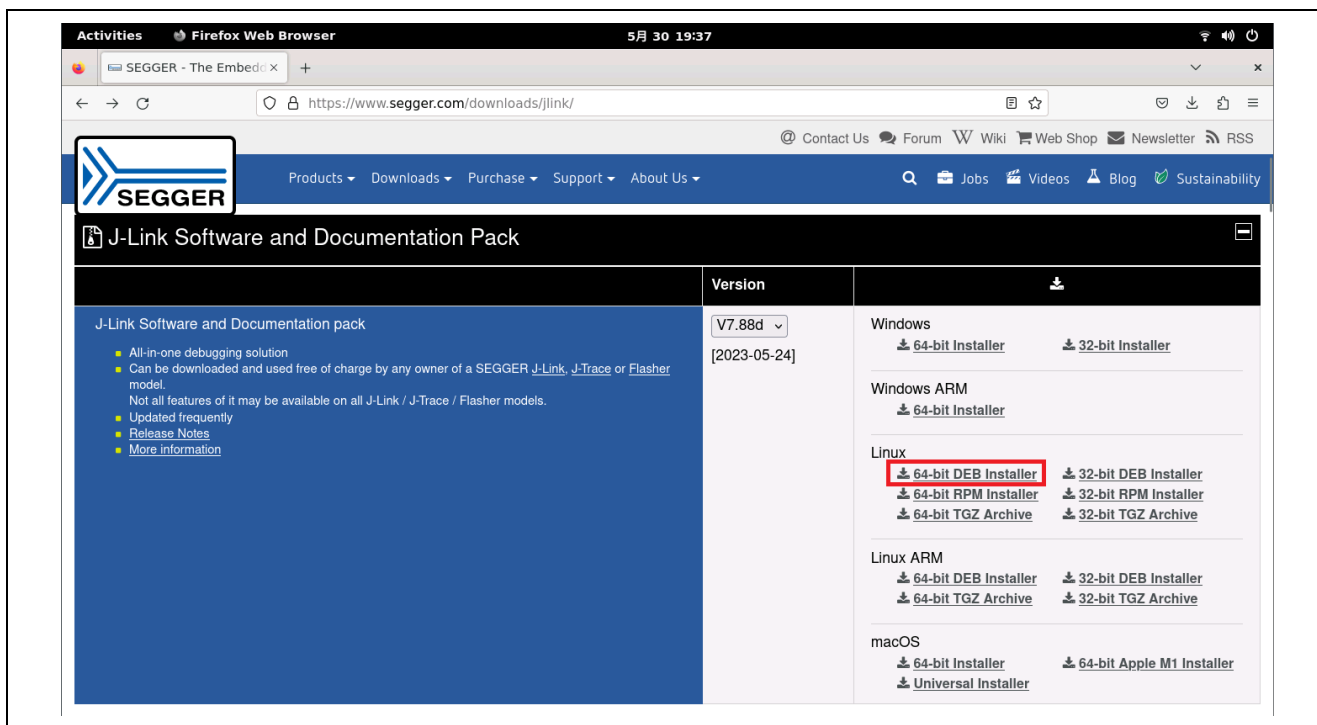 Activities Firefox Web Browser 5月 30 19:37
SEGGER - The Embedd × + ×
https://www.segger.com/downloads/jlink/
@ Contact Us Forum W Wiki Web Shop Newsletter RSS
SEGGER
Products Downloads Purchase Support About Us Jobs Videos Blog Sustainability
J-Link Software and Documentation Pack
Version
J-Link Software and Documentation pack
All-in-one debugging solution
Can be downloaded and used free of charge by any owner of a SEGGER J-Link, J-Trace or Flasher
model.
Not all features of it may be available on all J-Link / J-Trace / Flasher models.
Updated frequently
Release Notes
More information
V7.88d
[2023-05-24]
Windows
64-bit Installer 32-bit Installer
Windows ARM
64-bit Installer
Linux
64-bit DEB Installer 32-bit DEB Installer
64-bit RPM Installer 32-bit RPM Installer
64-bit TGZ Archive 32-bit TGZ Archive
Linux ARM
64-bit DEB Installer 32-bit DEB Installer
64-bit TGZ Archive 32-bit TGZ Archive
macOS
64-bit Installer 64-bit Apple M1 Installer
Universal Installer